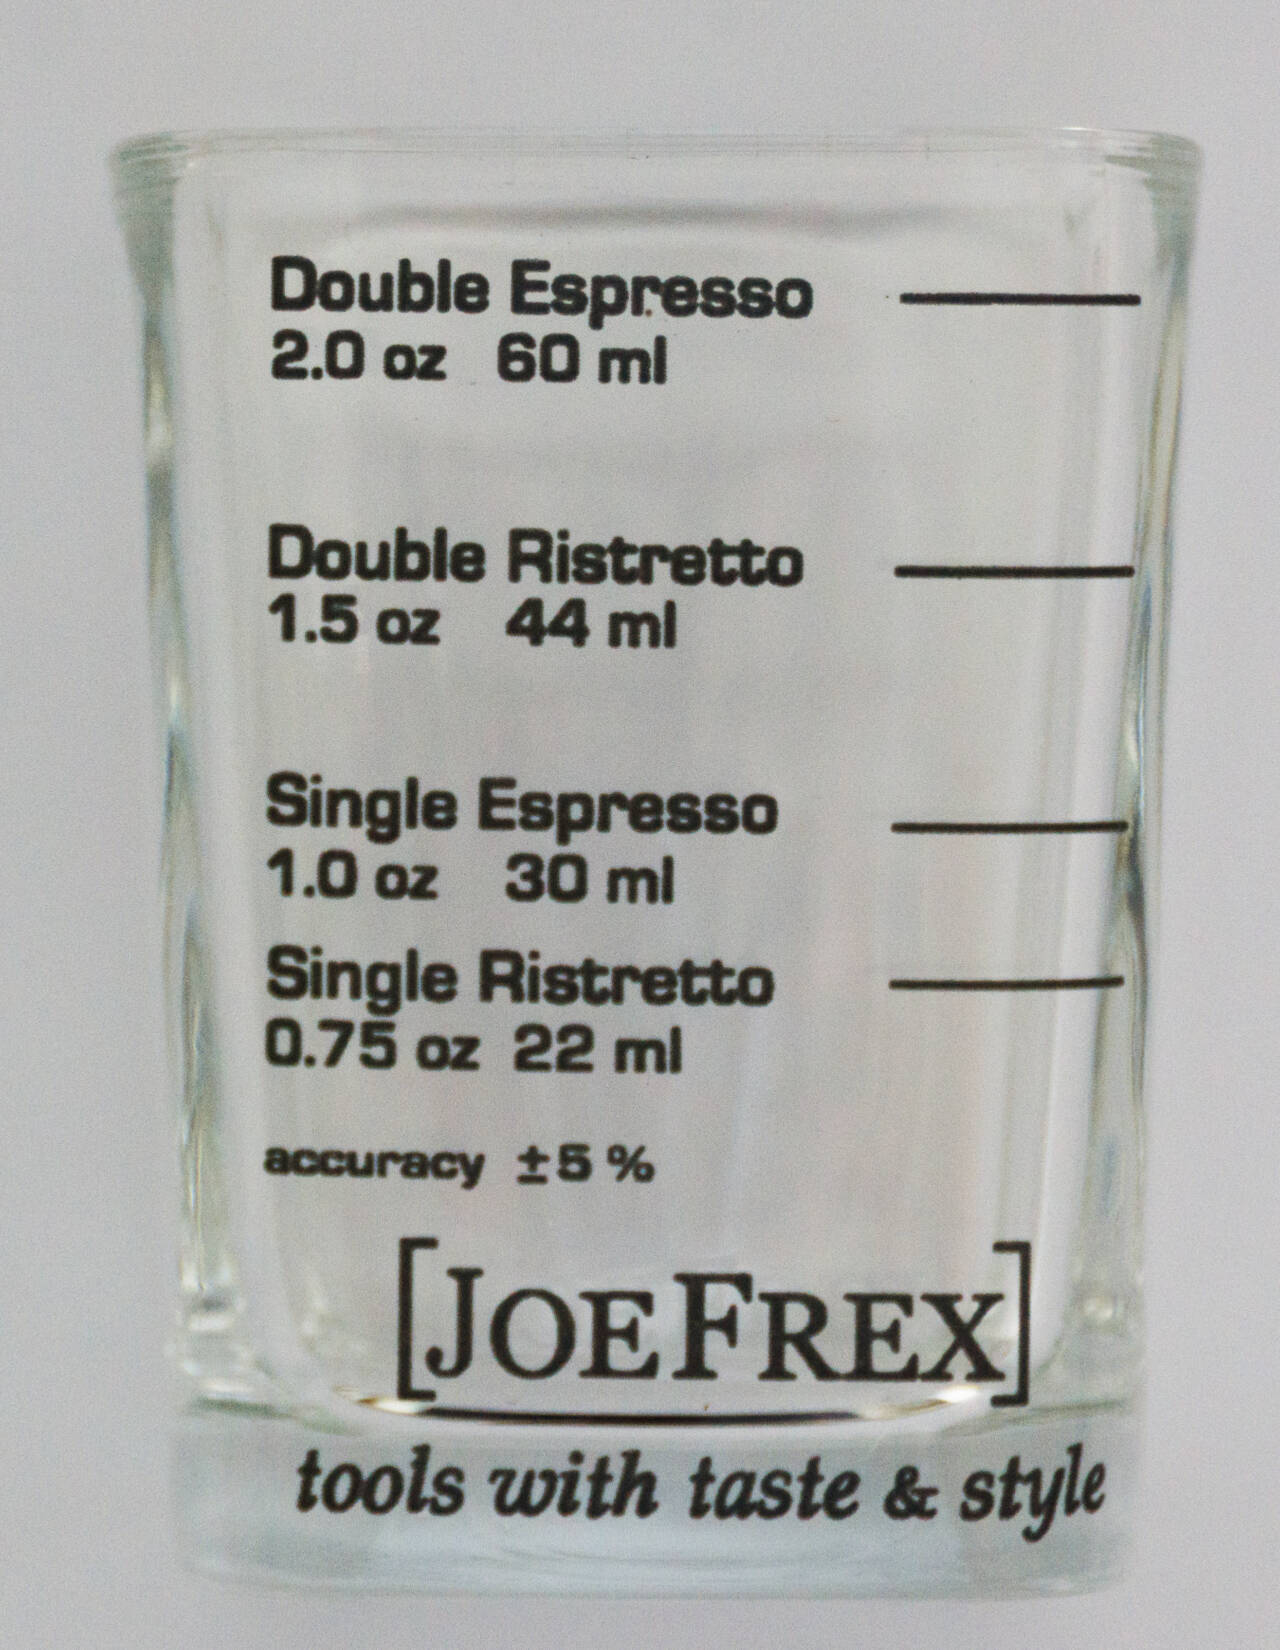 Double Espresso
2.0 oz 60 ml
Double Ristretto
1.5 oz 44 ml
Single Espresso
1.0 oz 30 ml
Single Ristretto
0.75 oz 22 ml
accuracy ±5 %
[JOEFREX]
tools with taste & style